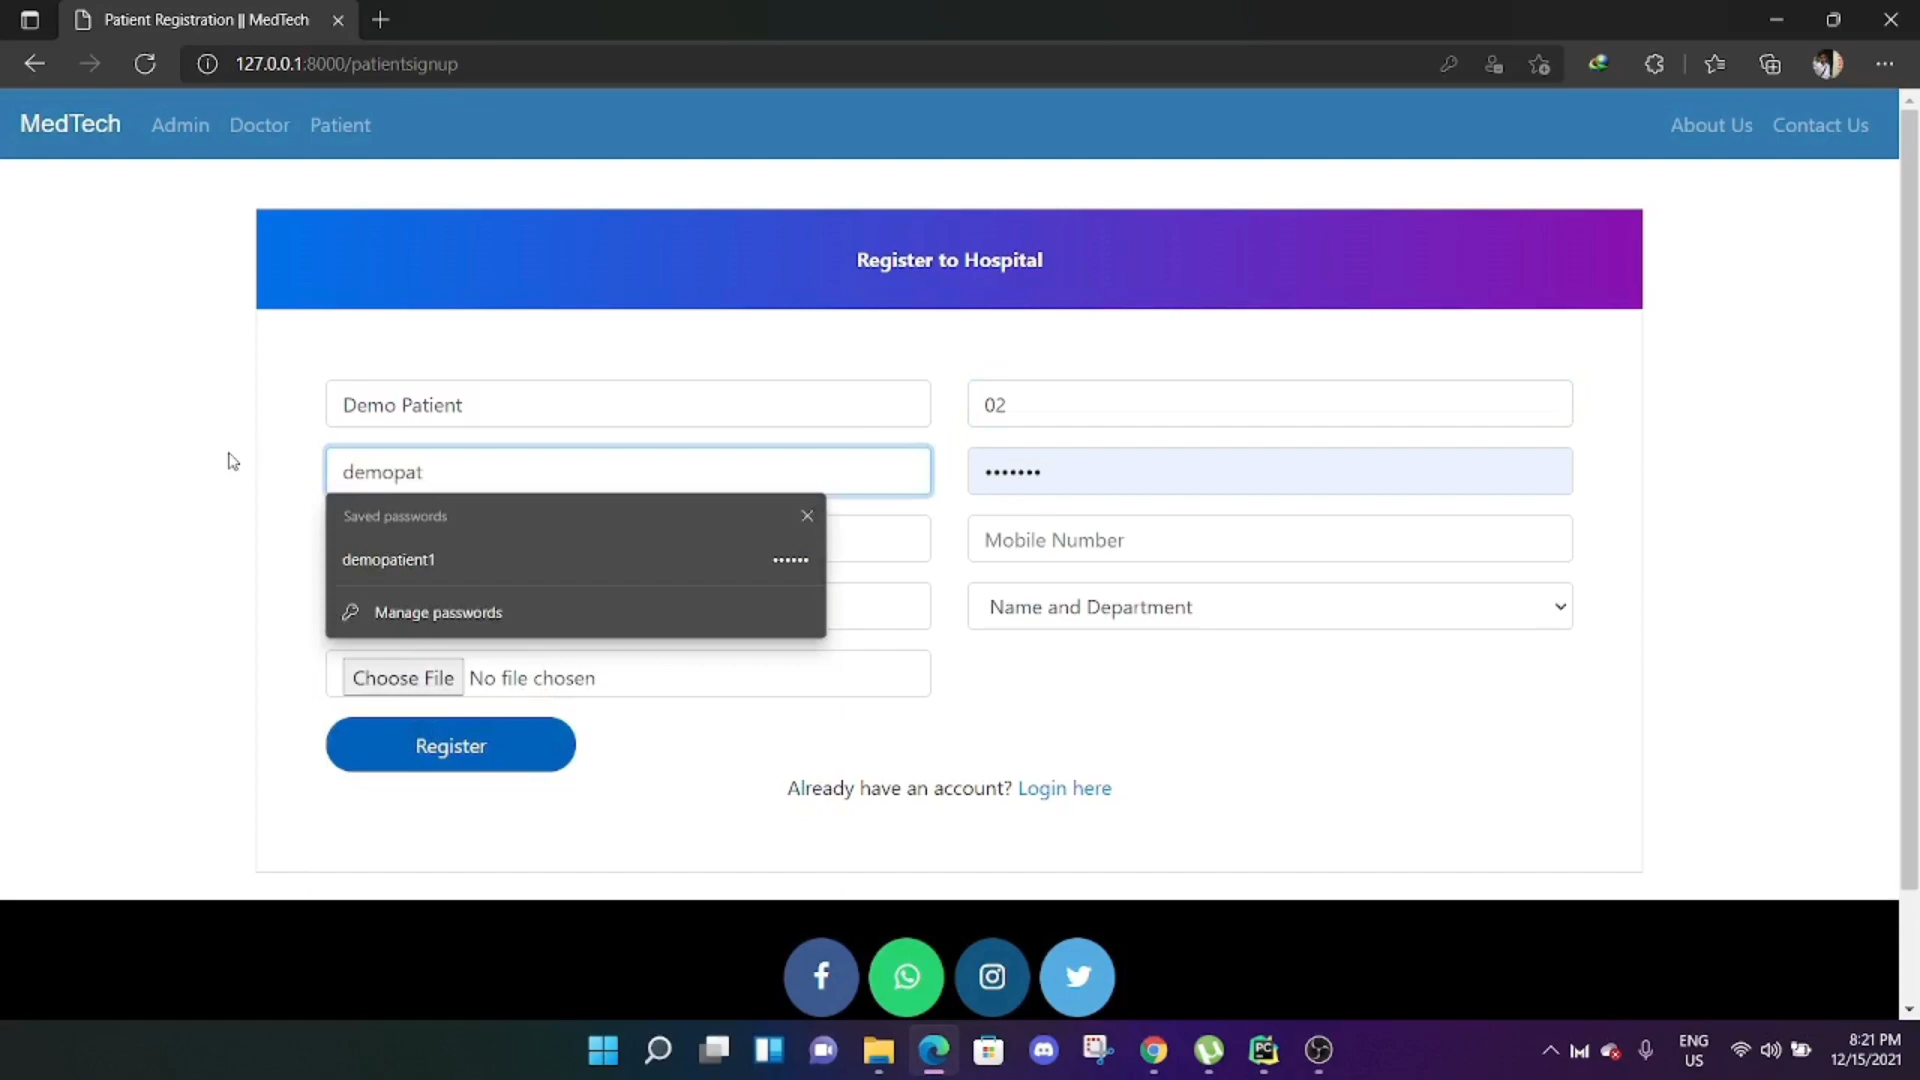 Patient Registration || MedTech
127.0.0.1:8000/patientsignup
MedTech Admin Doctor Patient About Us Contact Us
Register to Hospital
Demo Patient 02
demopat •••••••
Saved passwords
demopatient1 ••••••
Mobile Number
Manage passwords
Name and Department
Choose File No file chosen
Register
Already have an account? Login here
ENG
US
8:21 PM
12/15/2021